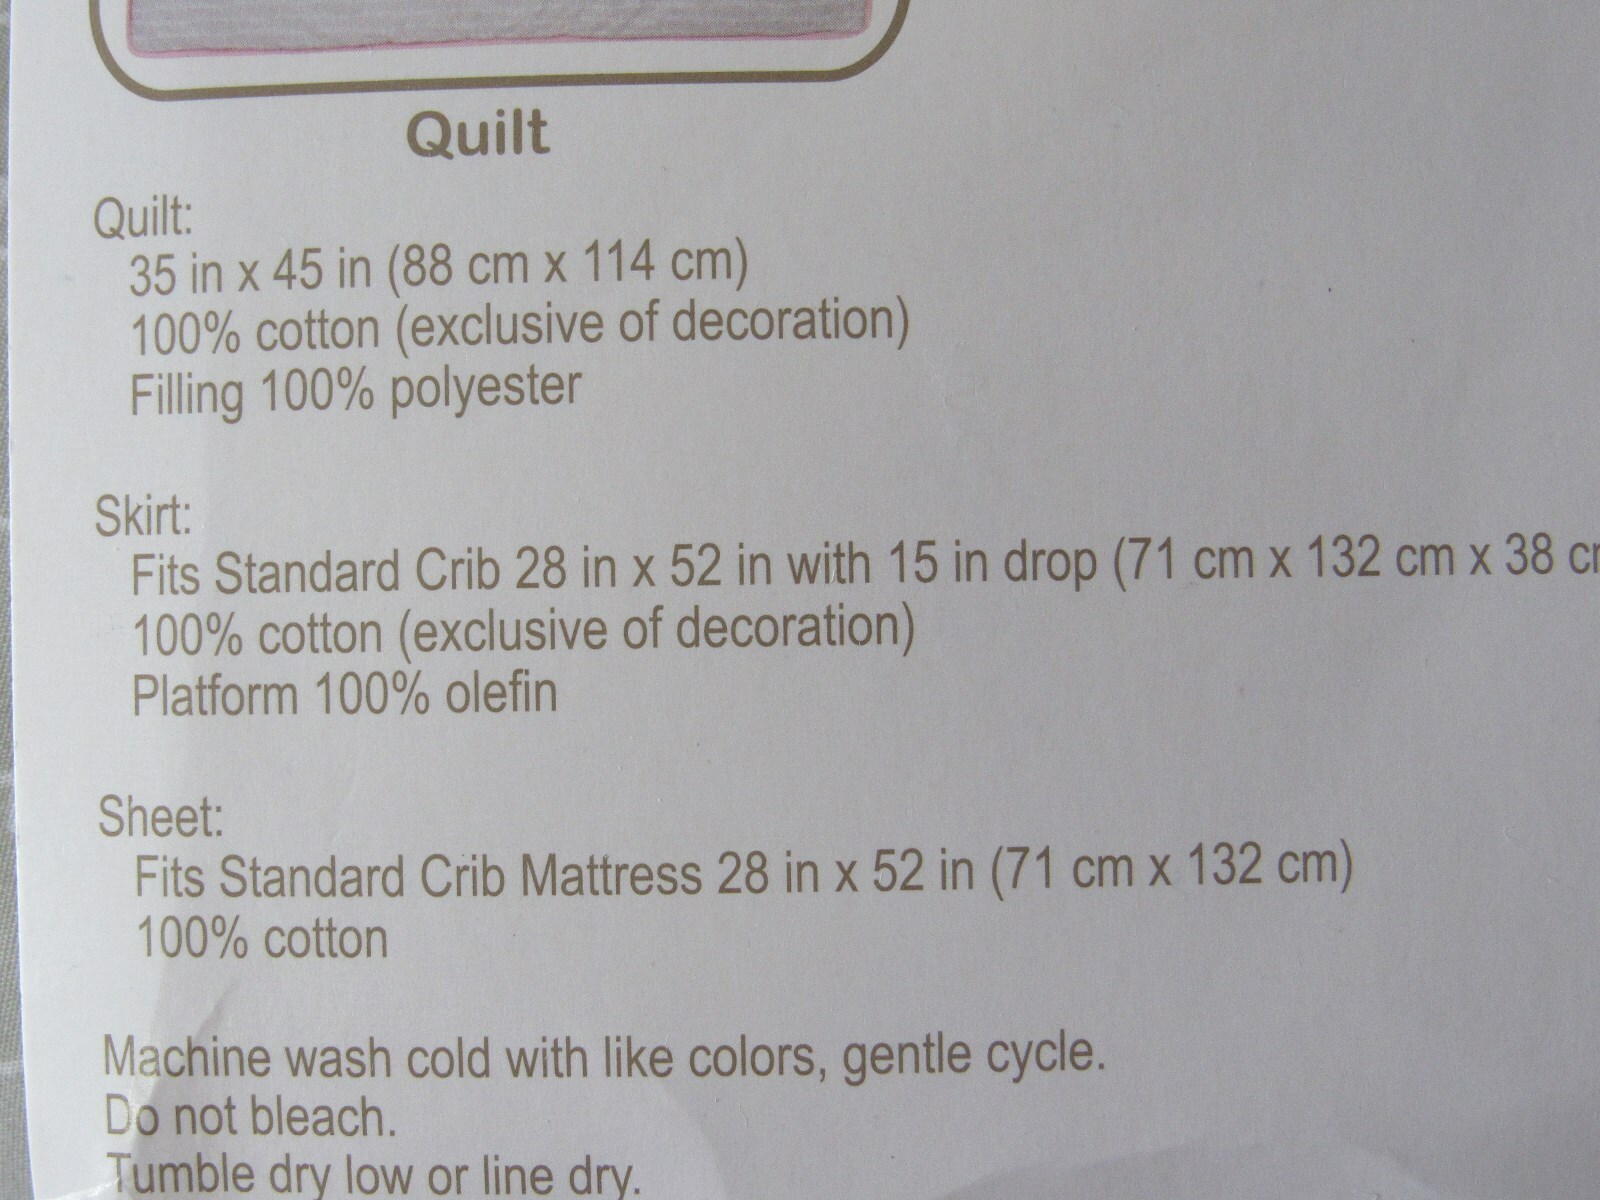 Quilt
Quilt:
35 in x 45 in (88 cm x 114 cm)
100% cotton (exclusive of decoration)
Filling 100% polyester
Skirt:
Fits Standard Crib 28 in x 52 in with 15 in drop (71 cm x 132 cm x 38
100% cotton (exclusive of decoration)
Platform 100% olefin
Sheet:
Fits Standard Crib Mattress 28 in x 52 in (71 cm x 132 cm)
100% cotton
Machine wash cold with like colors, gentle cycle.
Do not bleach.
Tumble dry low or line dry.